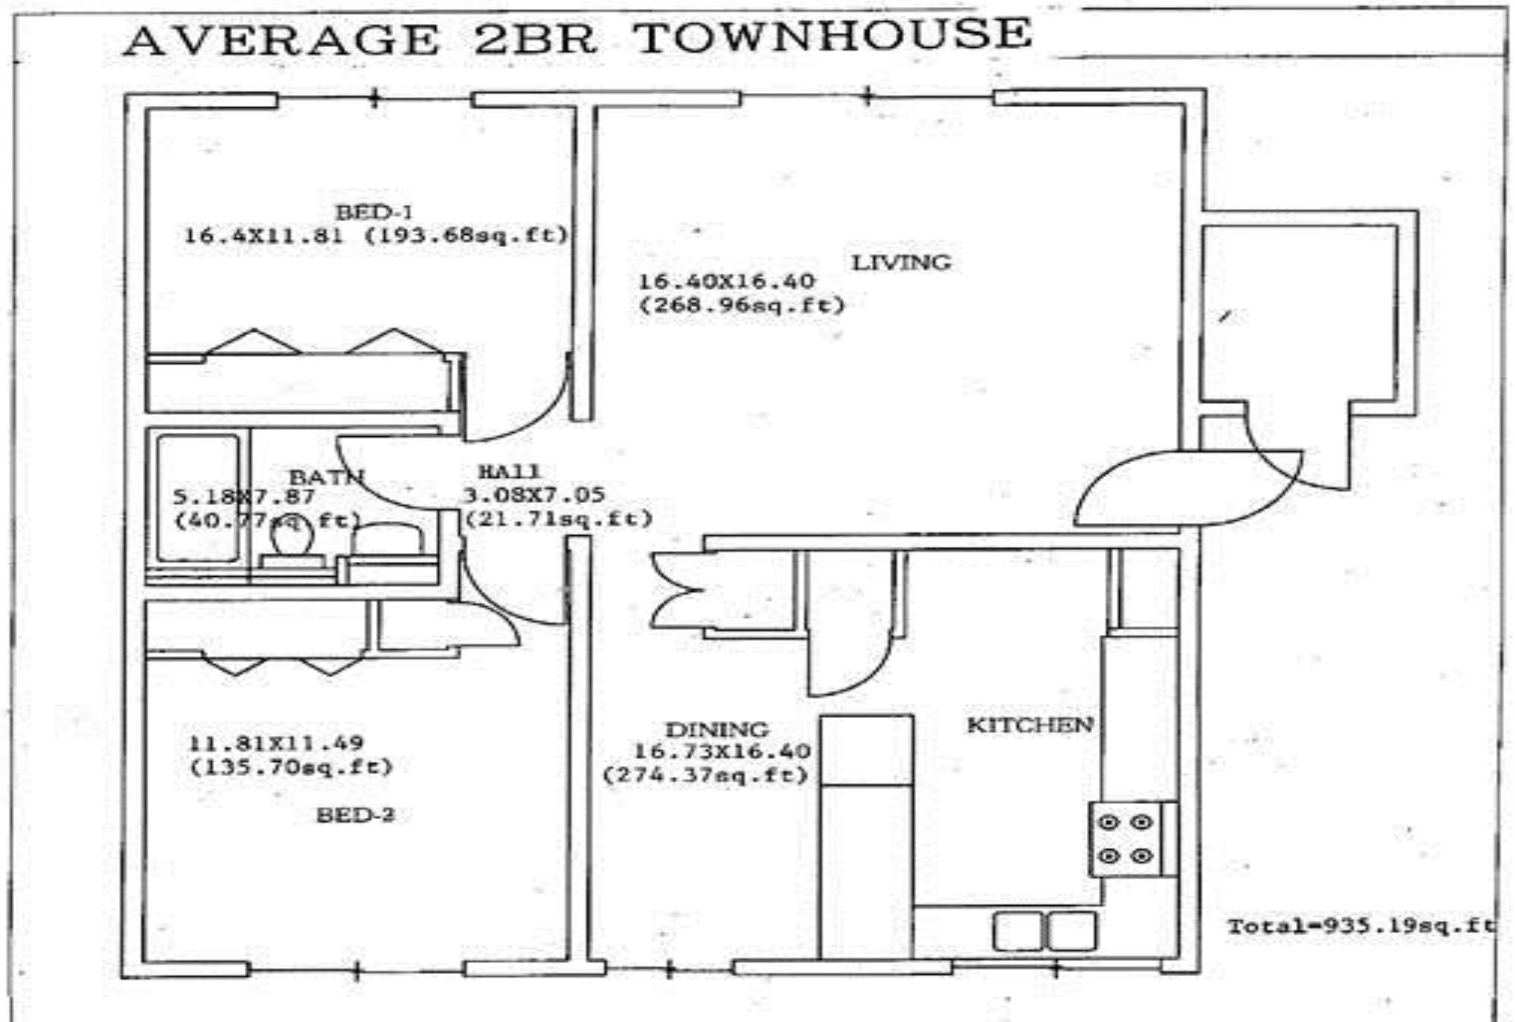 AVERAGE 2BR TOWNHOUSE
BED-1
16.4X11.81 (193.68sq.ft)
LIVING
16.40X16.40
(268.96sq.ft)
BATH
5.18X7.87
(40.77sq.ft)
HAll
3.08X7.05
(21.71sq.ft)
DINING
16.73X16.40
(274.37sq.ft)
KITCHEN
11.81X11.49
(135.70sq.ft)
BED-2
Total=935.19sq.ft